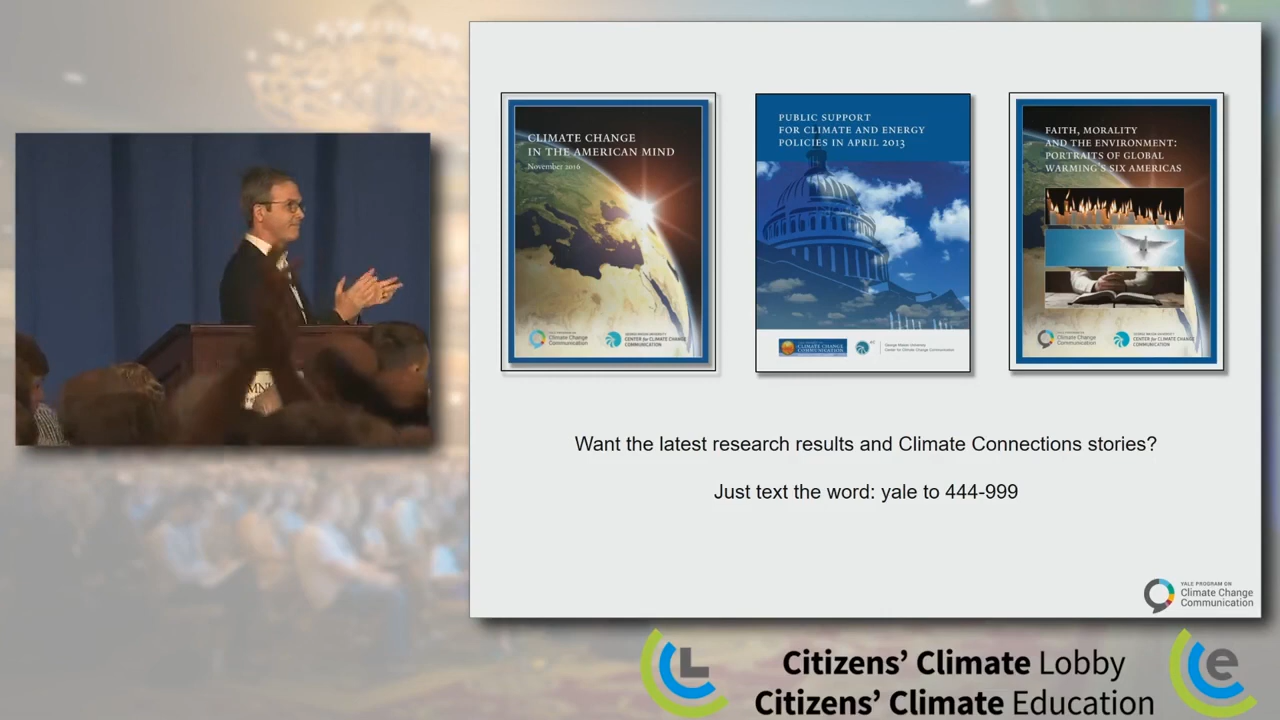 CLIMATE CHANGE
IN THE AMERICAN MIND
November 2016
Climate Change
Communication
CENTER for CLIMATE CHANGE
COMMUNICATION
PUBLIC SUPPORT
FOR CLIMATE AND ENERGY
POLICIES IN APRIL 2013
CLIMATE CHANGE
COMMUNICATION
George Mason University
Center for Climate Change Communication
FAITH, MORALITY
AND THE ENVIRONMENT:
PORTRAITS OF GLOBAL
WARMING'S SIX AMERICAS
Climate Change
Communication
CENTER for CLIMATE CHANGE
COMMUNICATION
Want the latest research results and Climate Connections stories?
Just text the word: yale to 444-999
YALE PROGRAM ON
Climate Change
Communication
L
Citizens' Climate Lobby
Citizens' Climate Education
e